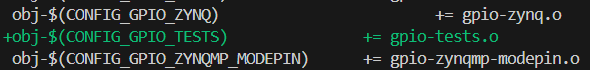 obj-$(CONFIG_GPIO_ZYNQ) += gpio-zynq.o
+obj-$(CONFIG_GPIO_TESTS) += gpio-tests.o
obj-$(CONFIG_GPIO_ZYNQMP_MODEPIN) += gpio-zynqmp-modepin.o